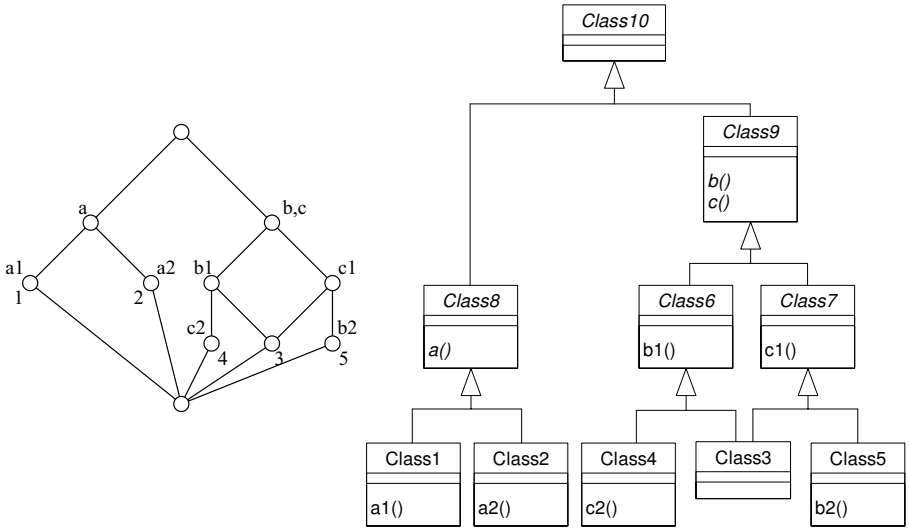 a
b,c
a1
1
a2
2
b1
c1
c2
4
3
b2
5
Class10
Class9
b()
c()
Class8
a()
Class6
b1()
Class7
c1()
Class1
a1()
Class2
a2()
Class4
c2()
Class3
Class5
b2()